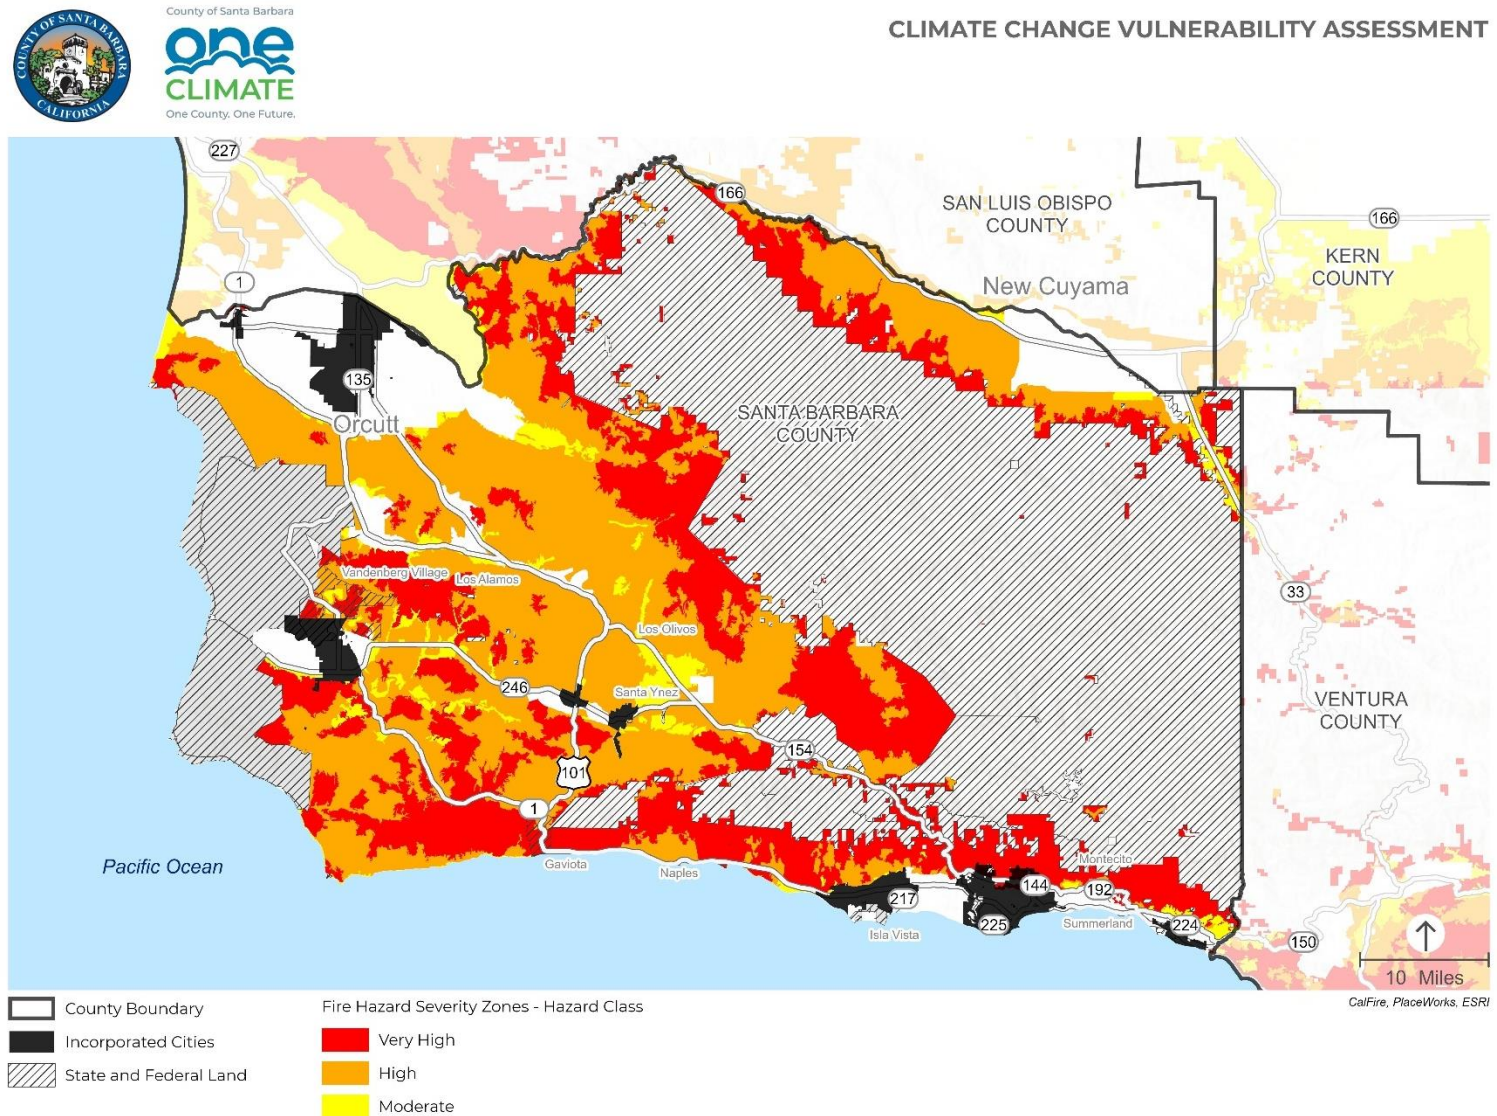 COUNTY OF SANTA BARBARA
CALIFORNIA
County of Santa Barbara
one
CLIMATE
One County. One Future.
CLIMATE CHANGE VULNERABILITY ASSESSMENT
227
166
SAN LUIS OBISPO
COUNTY
166
KERN
COUNTY
1
New Cuyama
135
Orcutt
SANTA BARBARA
COUNTY
Vandenberg Village
Los Alamos
33
Los Olivos
246
Santa Ynez
VENTURA
COUNTY
154
101
1
Pacific Ocean
Gaviota
Naples
Montecito
144
192
217
225
Isla Vista
Summerland
224
150
10 Miles
CalFire, PlaceWorks, ESRI
County Boundary
Incorporated Cities
State and Federal Land
Fire Hazard Severity Zones - Hazard Class
Very High
High
Moderate